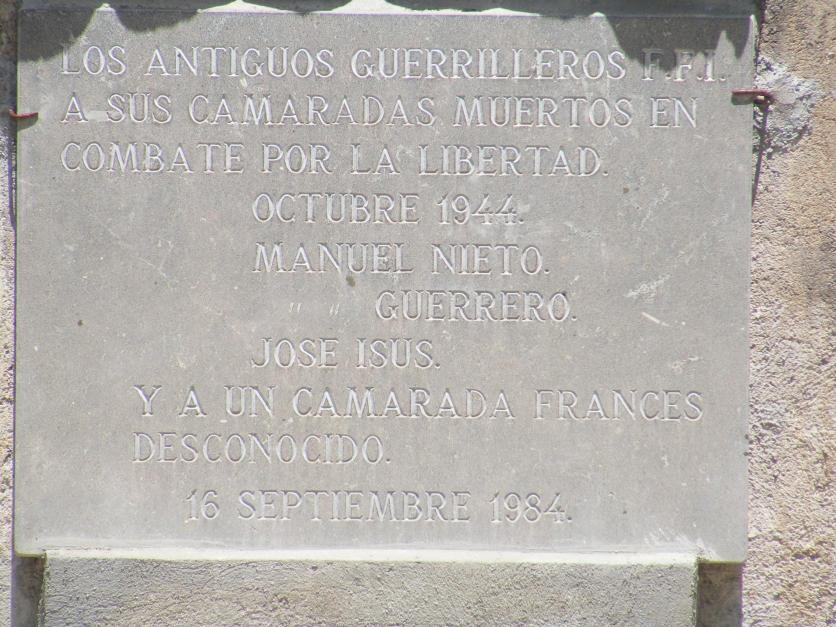 LOS ANTIGUOS GUERRILLEROS F.F.I.
A SUS CAMARADAS MUERTOS EN
COMBATE POR LA LIBERTAD.
OCTUBRE 1944.
MANUEL NIETO.
" " GUERRERO.
JOSE ISUS.
Y A UN CAMARADA FRANCES
DESCONOCIDO.
16 SEPTIEMBRE 1984.